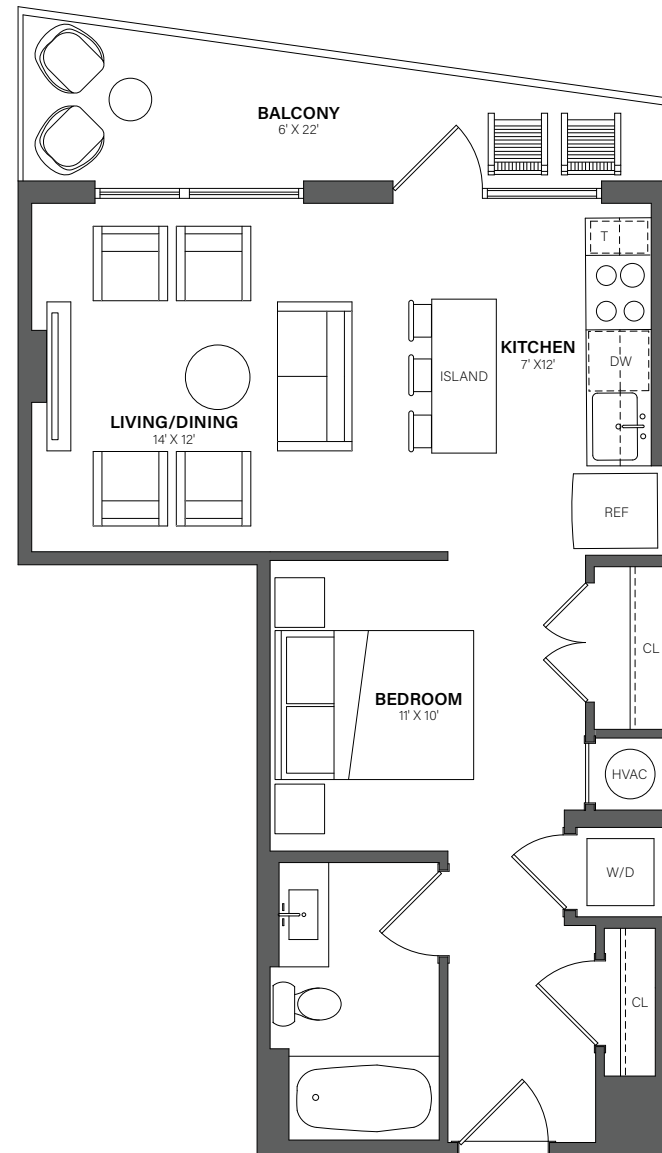 BALCONY
6' X 22'
T
KITCHEN
7' X12'
ISLAND
DW
LIVING/DINING
14' X 12'
REF
CL
BEDROOM
11' X 10'
HVAC
W/D
CL